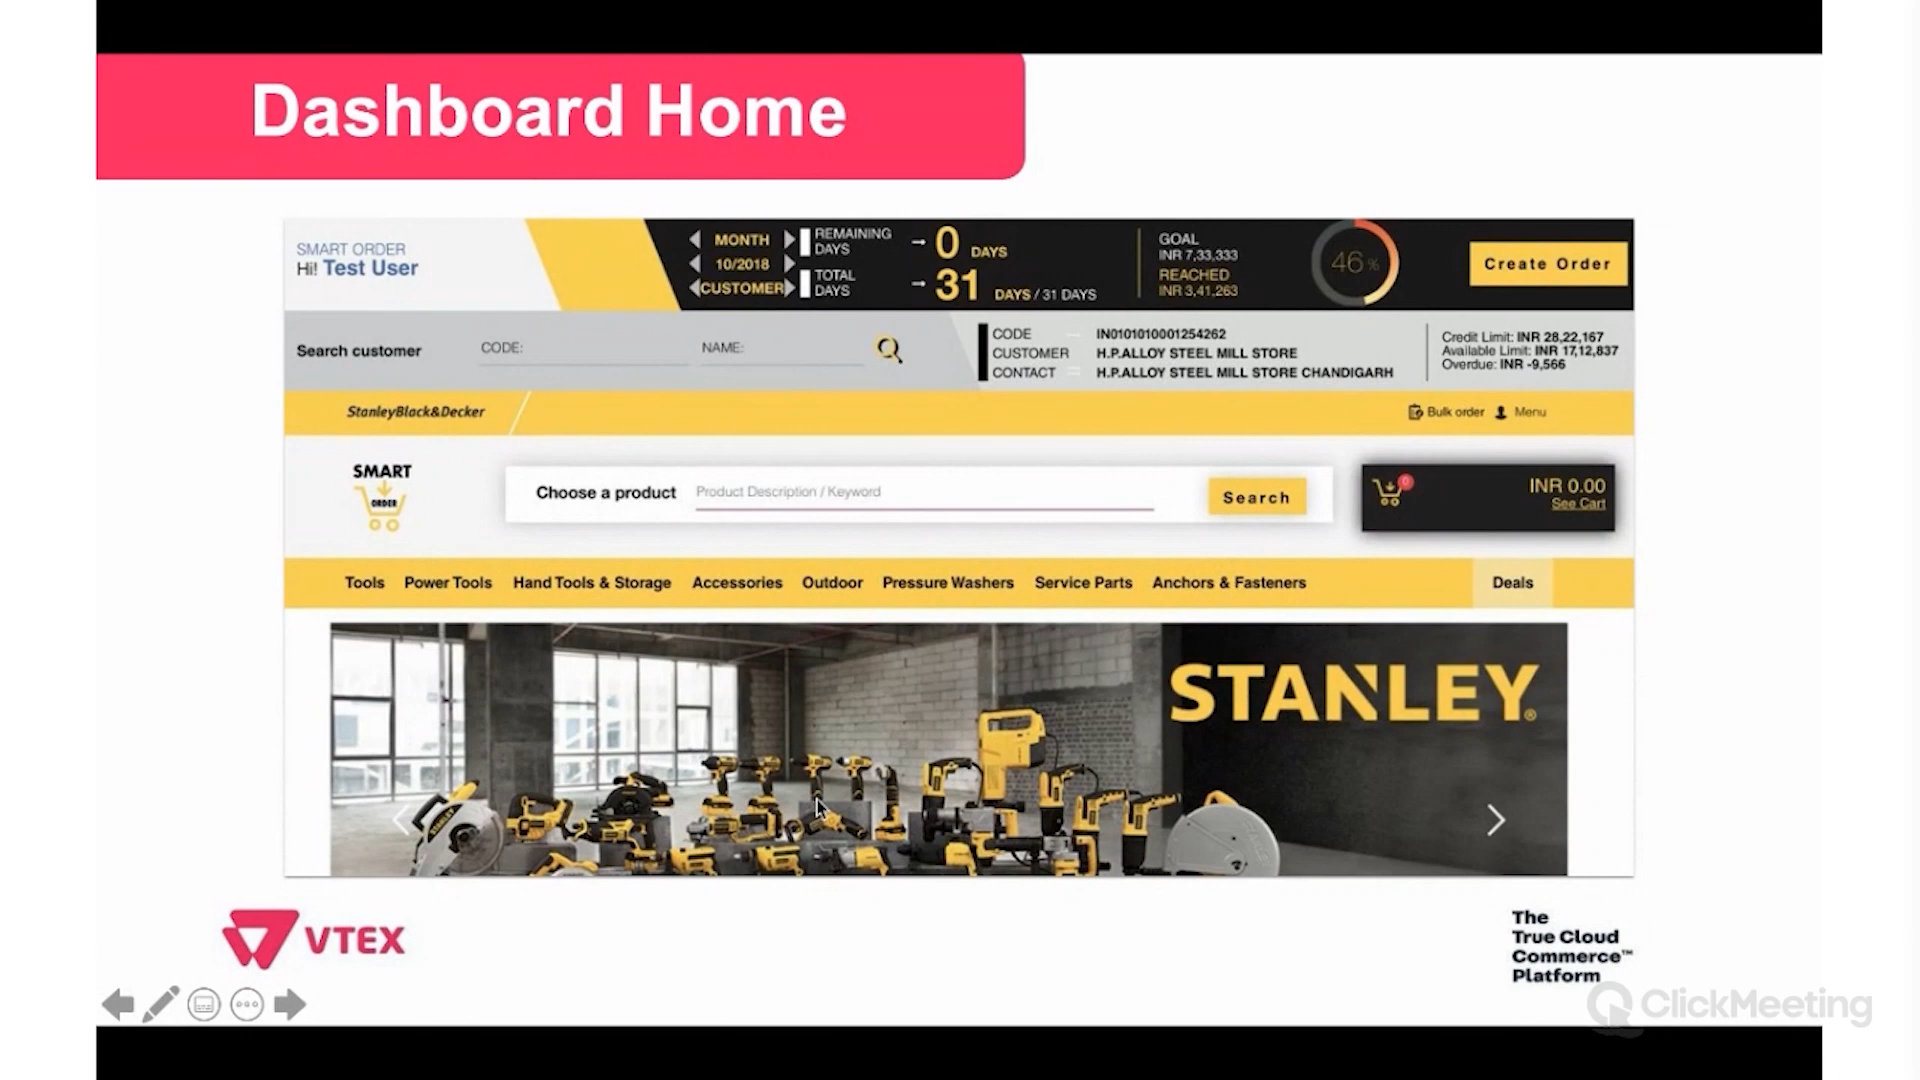 Dashboard Home
SMART ORDER
Hi! Test User
MONTH
10/2018
CUSTOMER
REMAINING
DAYS
0 DAYS
TOTAL
DAYS
31 DAYS / 31 DAYS
GOAL
INR 7,33,333
REACHED
INR 3,41,263
46%
Create Order
Search customer
CODE:
NAME:
CODE IN0101010001254262
CUSTOMER H.P.ALLOY STEEL MILL STORE
CONTACT H.P.ALLOY STEEL MILL STORE CHANDIGARH
Credit Limit: INR 28,22,167
Available Limit: INR 17,12,837
Overdue: INR -9,566
StanleyBlack&Decker
Bulk order
Menu
SMART
ORDER
Choose a product
Product Description / Keyword
Search
0
INR 0.00
See Cart
Tools Power Tools Hand Tools & Storage Accessories Outdoor Pressure Washers Service Parts Anchors & Fasteners Deals
STANLEY®
STANLEY
VTEX
The
True Cloud
Commerce™
Platform
ClickMeeting